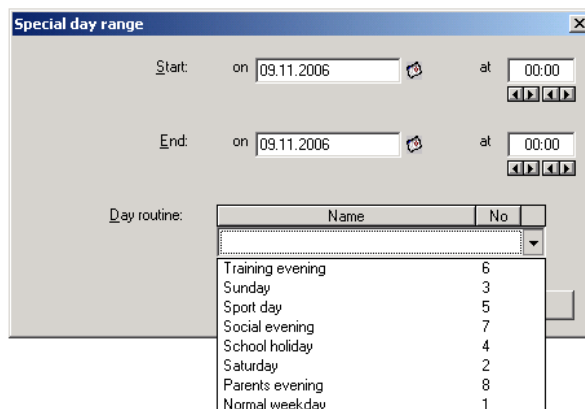 Special day range
Start: on 09.11.2006 at 00:00
End: on 09.11.2006 at 00:00
Day routine: Name No
Training evening 6
Sunday 3
Sport day 5
Social evening 7
School holiday 4
Saturday 2
Parents evening 8
Normal weekday 1